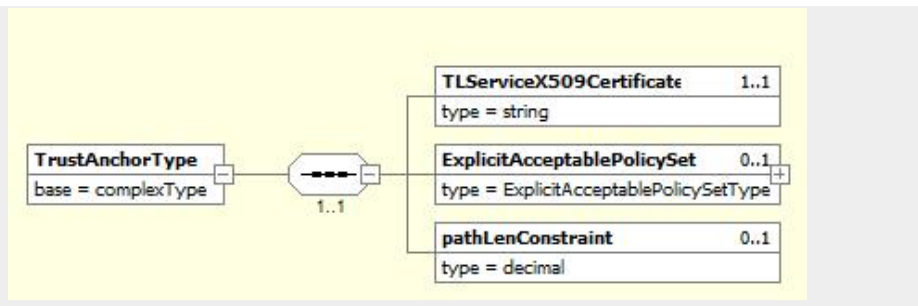 TLServiceX509Certificate 1..1
type = string
TrustAnchorType
base = complexType
1..1
ExplicitAcceptablePolicySet 0..1
type = ExplicitAcceptablePolicySetType
pathLenConstraint 0..1
type = decimal